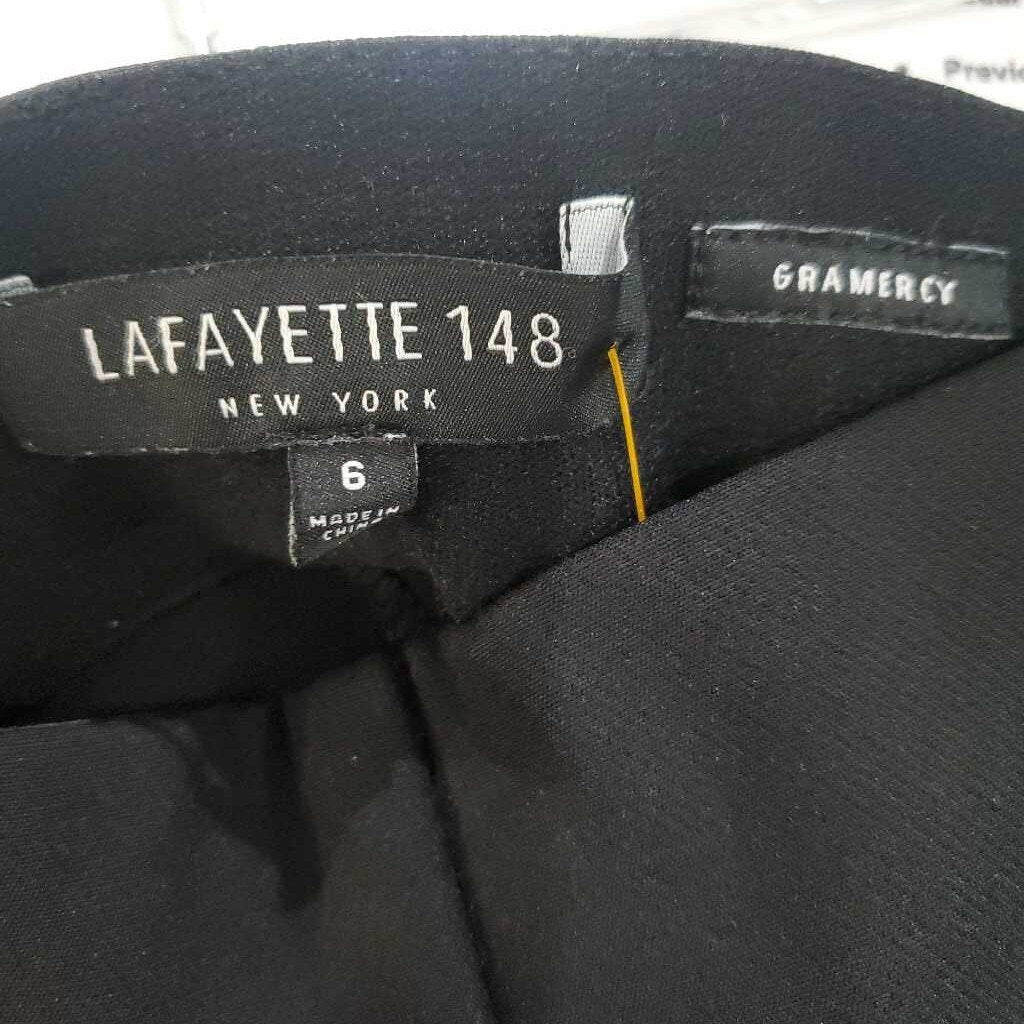 LAFAYETTE 148
NEW YORK
6
MADE IN
CHINA
GRAMERCY